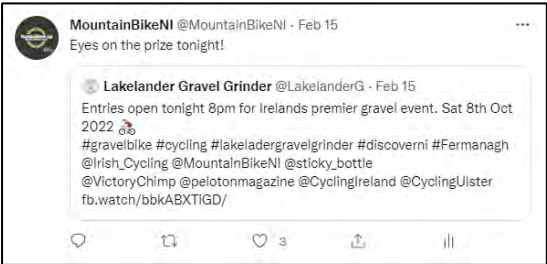 MountainBikeNI @MountainBikeNI · Feb 15
Eyes on the prize tonight!
Lakelander Gravel Grinder @LakelanderG · Feb 15
Entries open tonight 8pm for Irelands premier gravel event. Sat 8th Oct
2022 🚵
#gravelbike #cycling #lakeladergravelgrinder #discoverni #Fermanagh
@Irish_Cycling @MountainBikeNI @sticky_bottle
@VictoryChimp @pelotonmagazine @CyclingIreland @CyclingUlster
fb.watch/bbkABXTiGD/
3